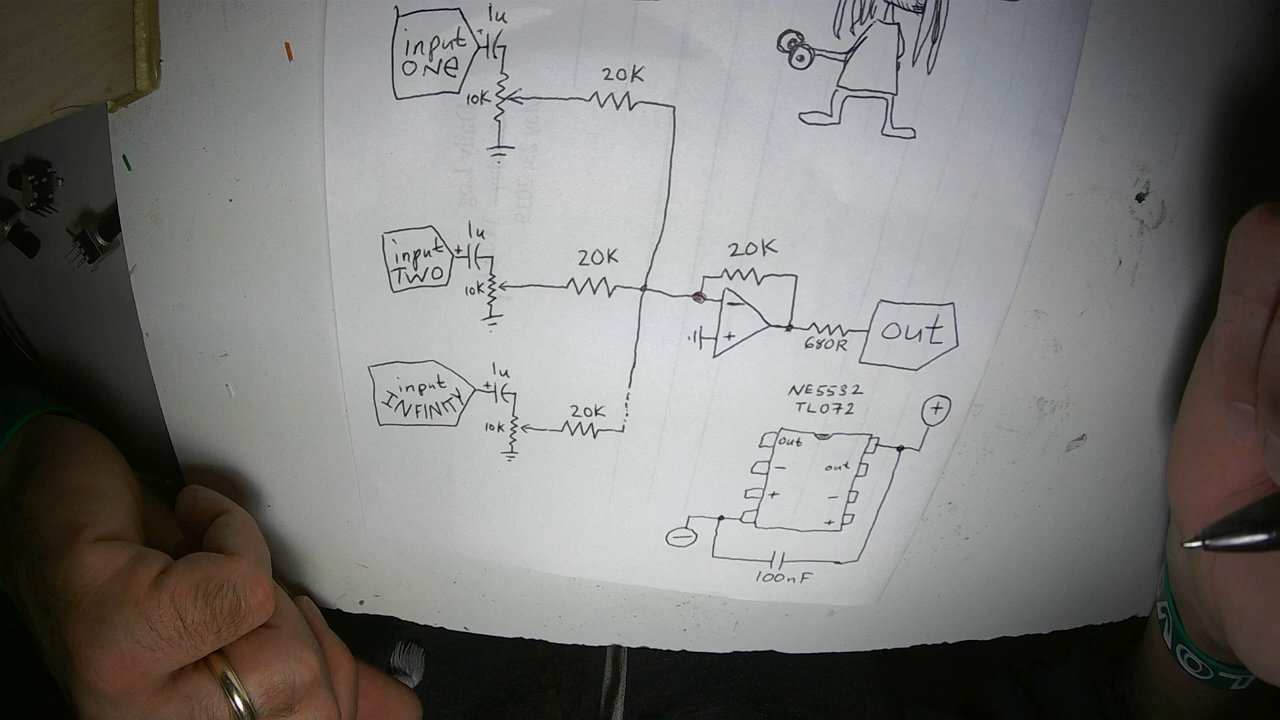 1u
input
ONE
+
10K
20K
1u
input
TWO
+
10K
20K
20K
-
+
680R
out
1u
input
INFINITY
+
10K
20K
NE5532
TL072
+
out
-
out
+
-
+
-
100nF